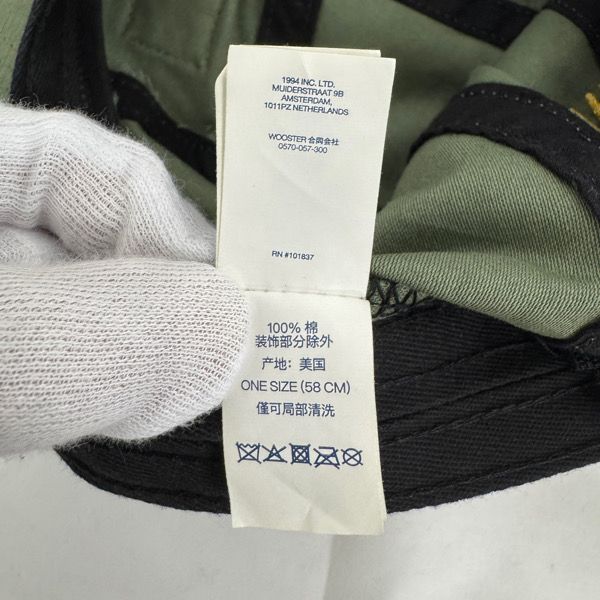 1994 INC. LTD.
MUIDERSTRAAT 9B
AMSTERDAM,
1011PZ NETHERLANDS
WOOSTER 合同会社
0570-057-300
RN #101837
100% 棉
装饰部分除外
产地: 美国
ONE SIZE (58 CM)
僅可局部清洗